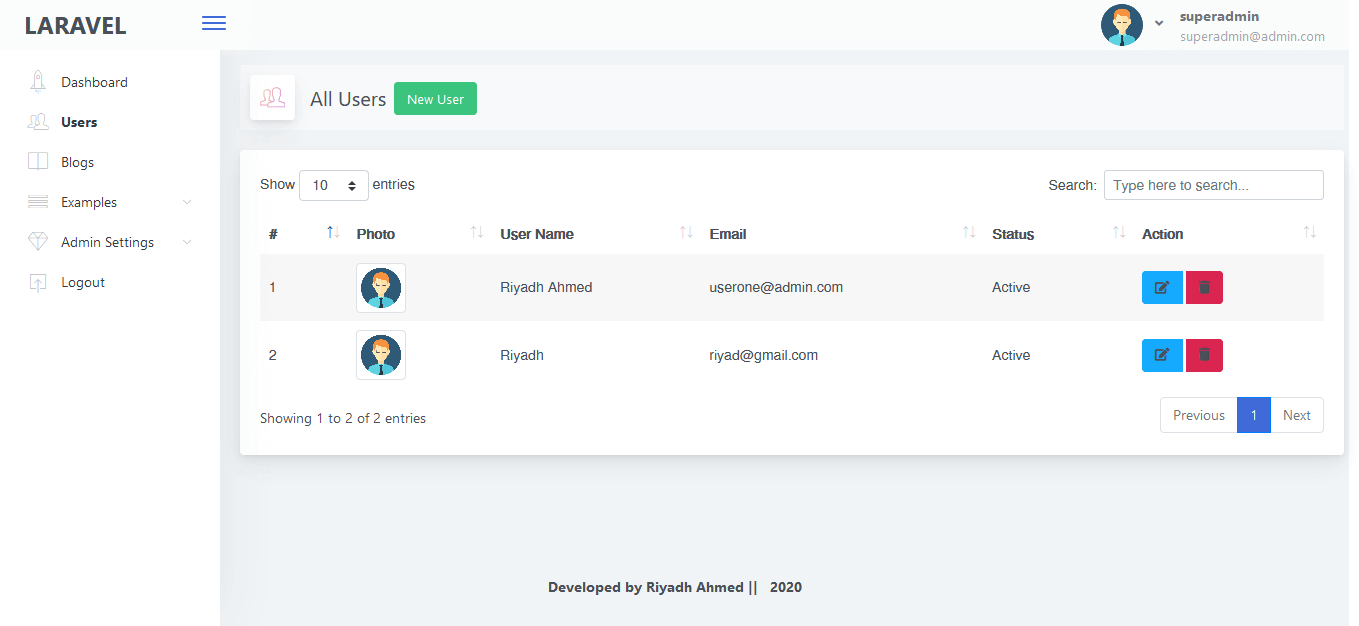 LARAVEL
superadmin
superadmin@admin.com
Dashboard
Users
Blogs
Examples
Admin Settings
Logout
All Users New User
Show 10 entries Search: Type here to search...
# Photo User Name Email Status Action
1 Riyadh Ahmed userone@admin.com Active
2 Riyadh riyad@gmail.com Active
Showing 1 to 2 of 2 entries Previous 1 Next
Developed by Riyadh Ahmed || 2020